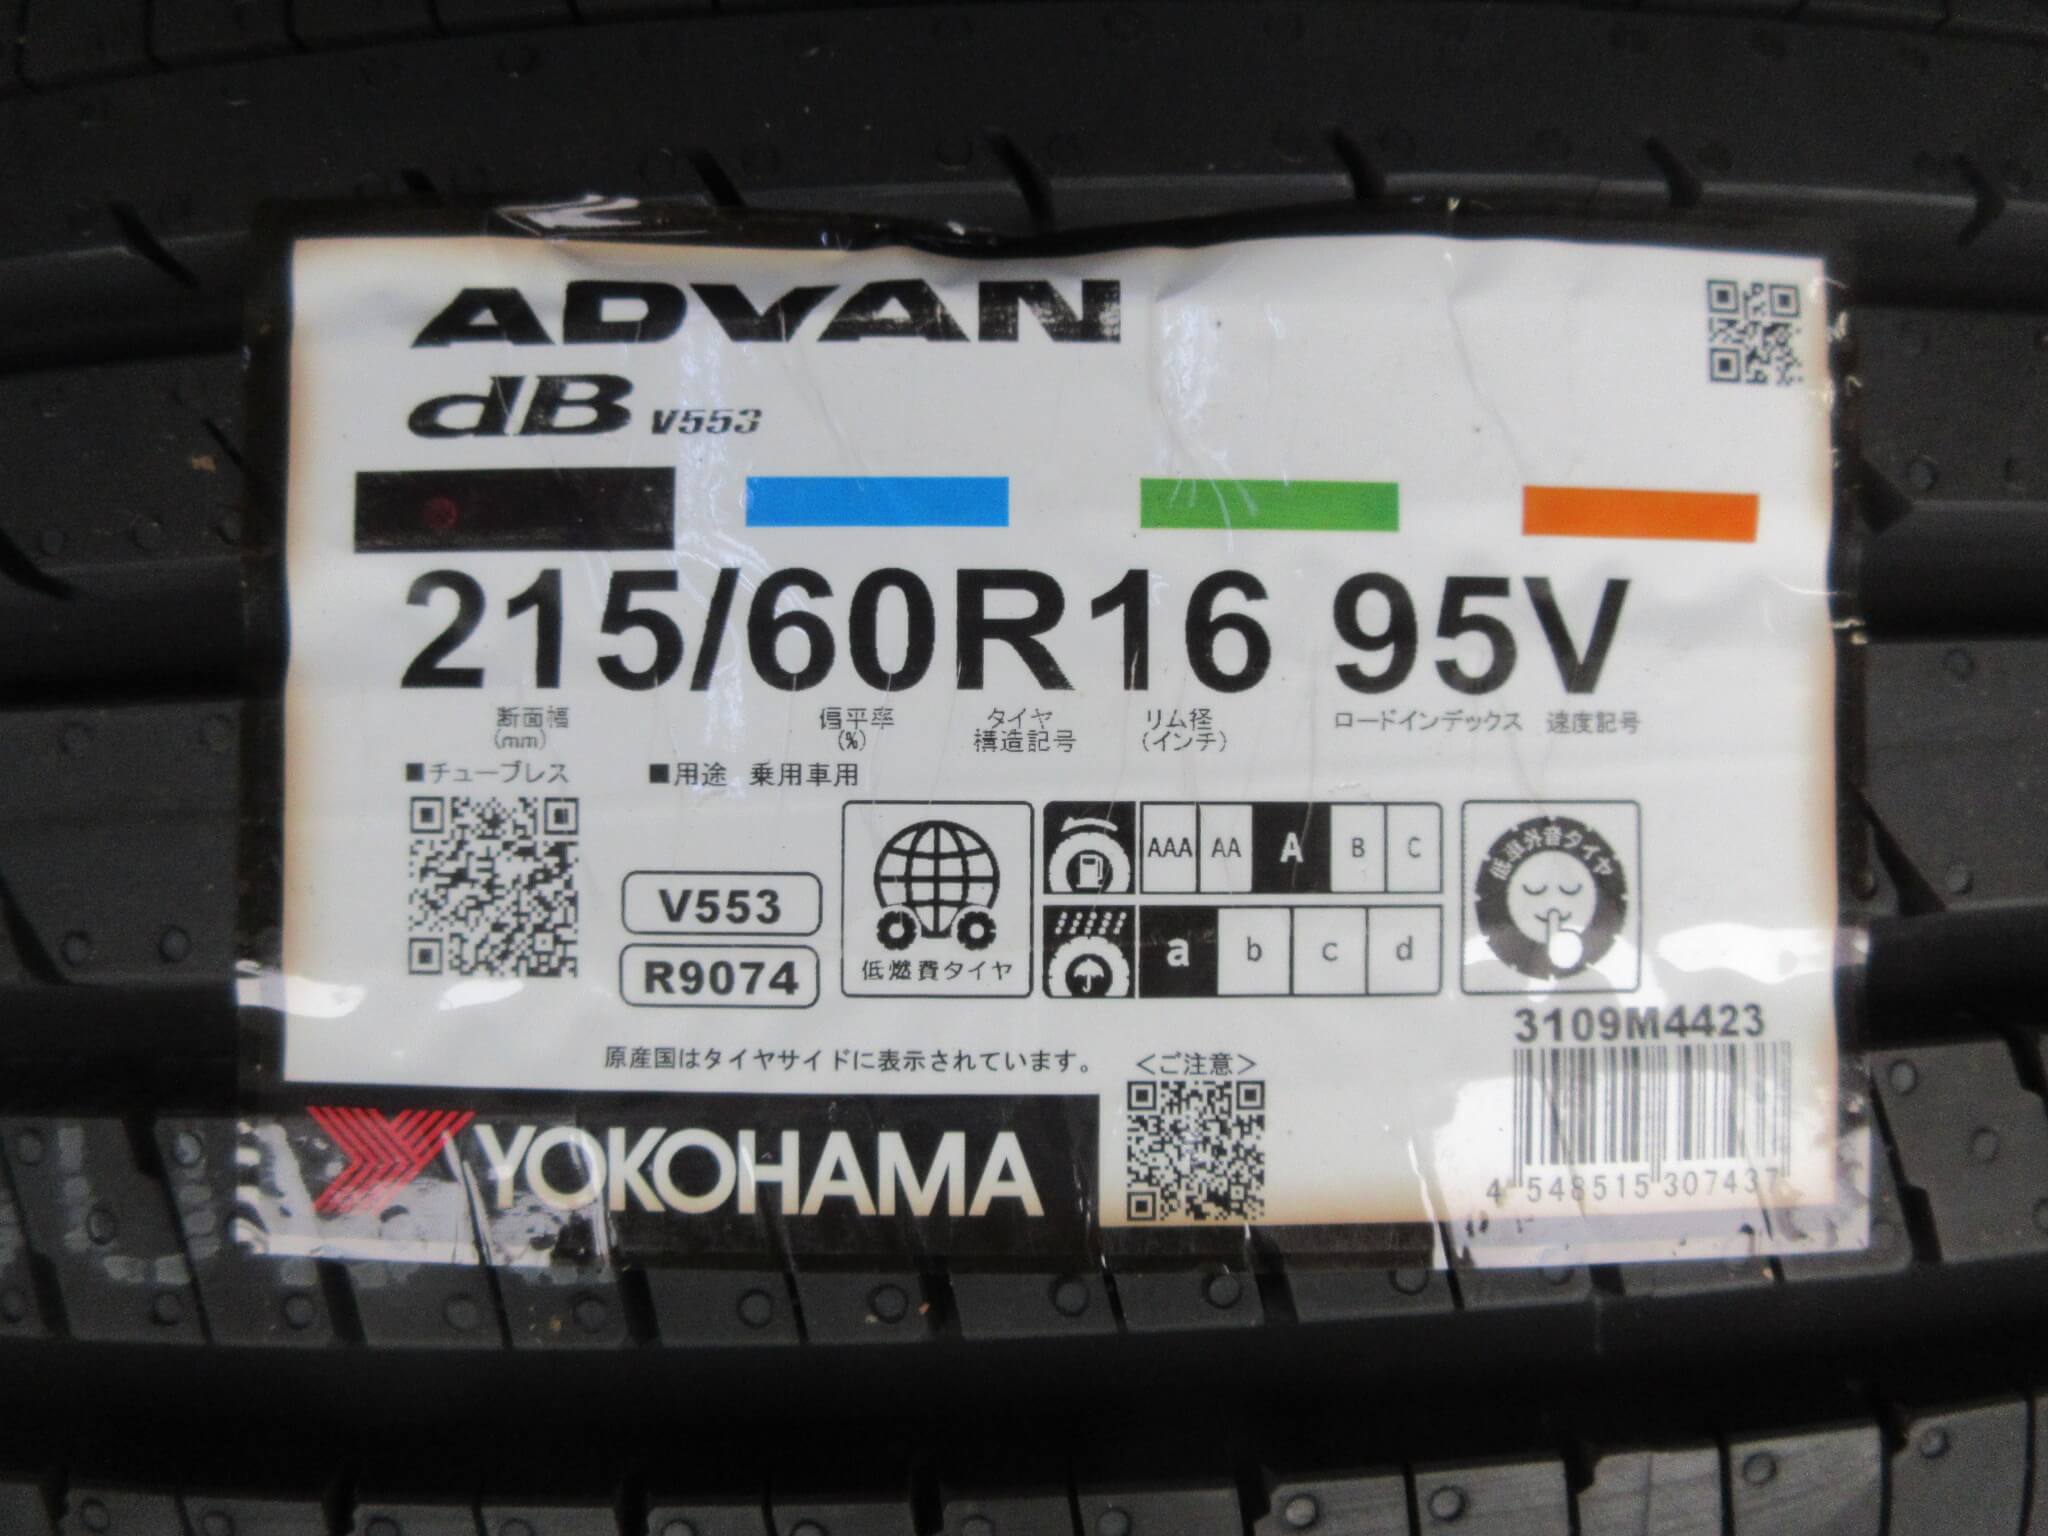 ADVAN
dB V553
215/60R16 95V
断面幅 偏平率 タイヤ リム径 ロードインデックス 速度記号
(mm) (%) 構造記号 (インチ)
■チューブレス ■用途 乗用車用
V553
R9074
低燃費タイヤ
AAA AA A B C
a b c d
低車外音タイヤ
3109M4423
原産国はタイヤサイドに表示されています。
<ご注意>
YOKOHAMA
4 548515 307437